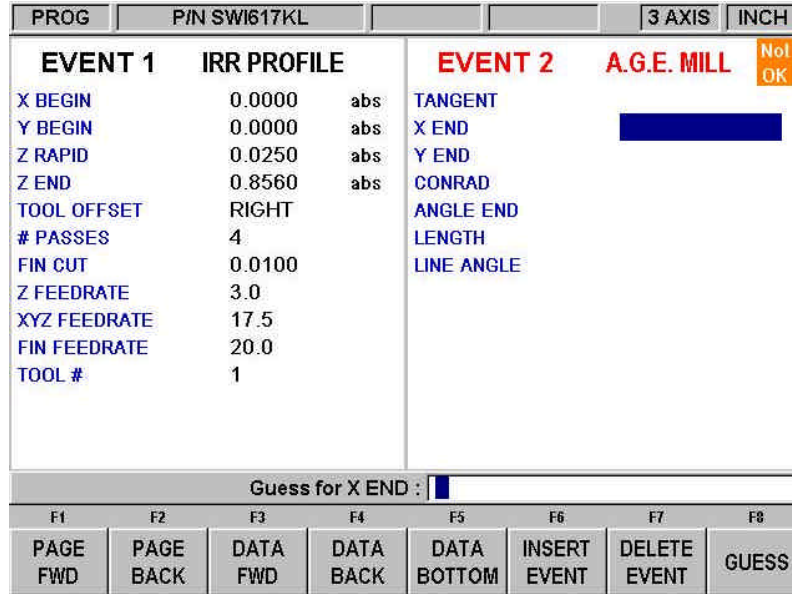 PROG P/N SWI617KL 3 AXIS INCH
EVENT 1 IRR PROFILE
X BEGIN 0.0000 abs
Y BEGIN 0.0000 abs
Z RAPID 0.0250 abs
Z END 0.8560 abs
TOOL OFFSET RIGHT
# PASSES 4
FIN CUT 0.0100
Z FEEDRATE 3.0
XYZ FEEDRATE 17.5
FIN FEEDRATE 20.0
TOOL # 1
EVENT 2 A.G.E. MILL Not OK
TANGENT
X END
Y END
CONRAD
ANGLE END
LENGTH
LINE ANGLE
Guess for X END :
F1 F2 F3 F4 F5 F6 F7 F8
PAGE FWD PAGE BACK DATA FWD DATA BACK DATA BOTTOM INSERT EVENT DELETE EVENT GUESS